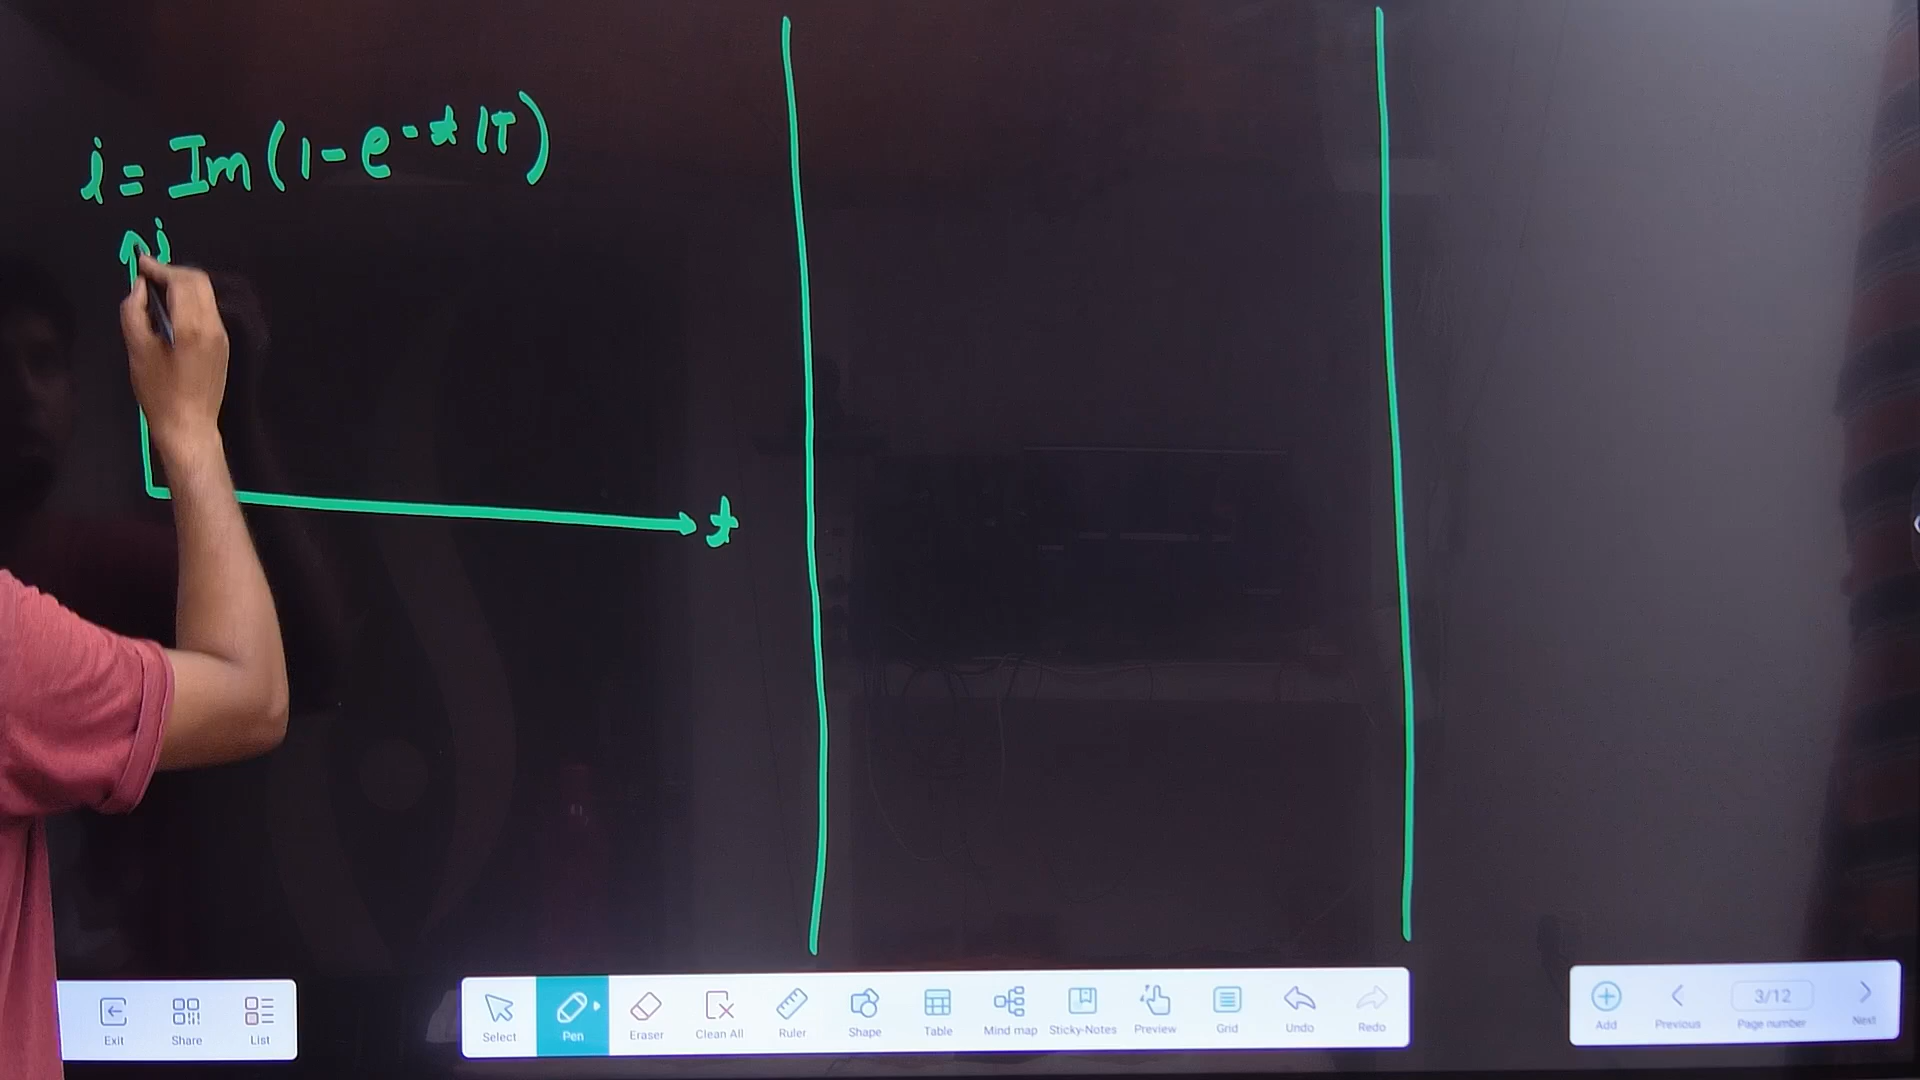 i = Im (1 - e^-t/T)
i
t
Exit
Share
List
Select
Pen
Eraser
Clean All
Ruler
Shape
Table
Mind map
Sticky-Notes
Preview
Grid
Undo
Redo
Add
Previous
3/12
Page number
Next